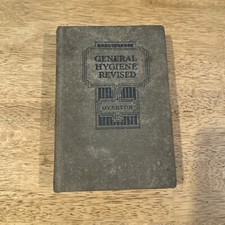 GENERAL
HYGIENE
REVISED
OVERTON